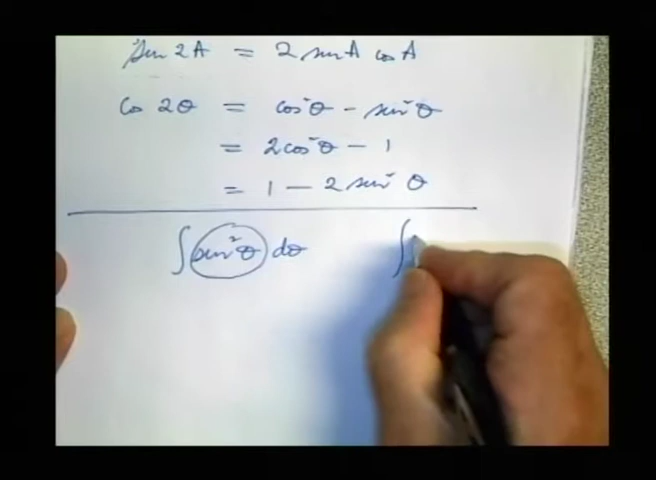 sin 2A = 2 sin A cos A
cos 2θ = cos²θ - sin²θ
= 2cos²θ - 1
= 1 - 2 sin²θ
∫ sin²θ dθ ∫